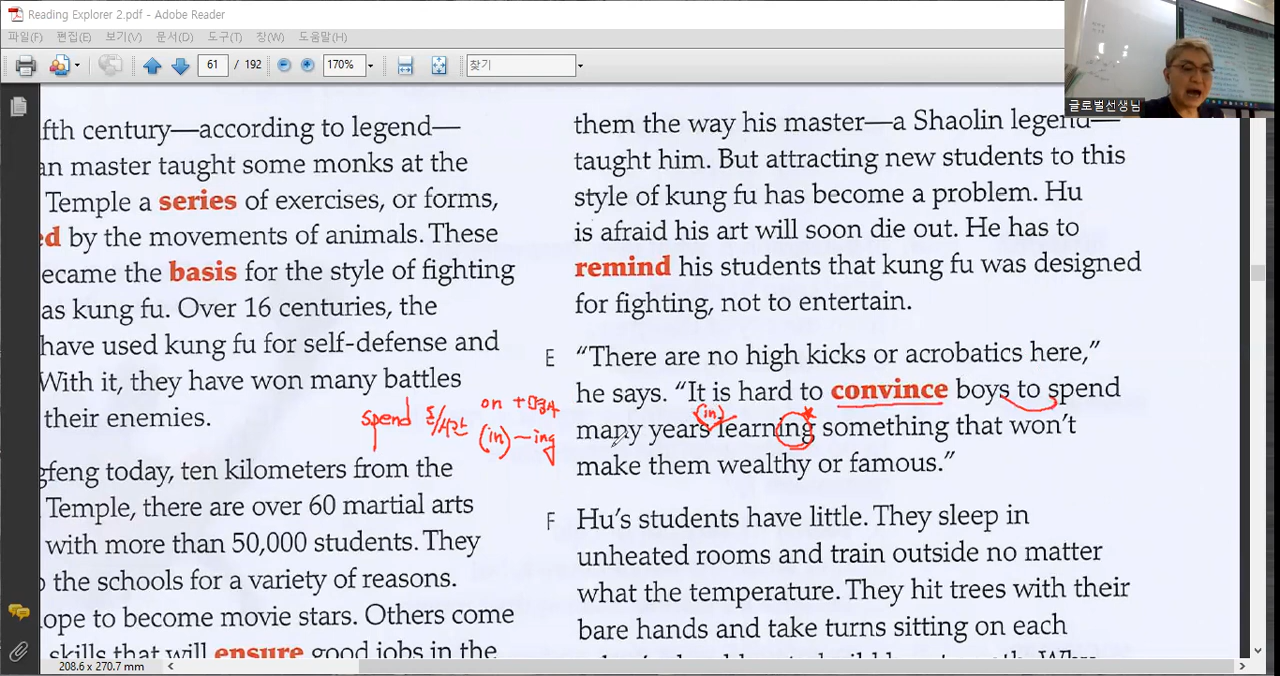 Reading Explorer 2.pdf - Adobe Reader
파일(F) 편집(E) 보기(V) 문서(D) 도구(T) 창(W) 도움말(H)
61 / 192 170% 찾기
글로벌선생님
fth century—according to legend—
an master taught some monks at the
Temple a series of exercises, or forms,
ed by the movements of animals. These
ecame the basis for the style of fighting
as kung fu. Over 16 centuries, the
have used kung fu for self-defense and
With it, they have won many battles
their enemies.
spend 돈/시간
on + 명사
(in) ~ing
gfeng today, ten kilometers from the
Temple, there are over 60 martial arts
with more than 50,000 students. They
o the schools for a variety of reasons.
ope to become movie stars. Others come
skills that will ensure good jobs in the
them the way his master—a Shaolin legend—
taught him. But attracting new students to this
style of kung fu has become a problem. Hu
is afraid his art will soon die out. He has to
remind his students that kung fu was designed
for fighting, not to entertain.
E “There are no high kicks or acrobatics here,”
he says. “It is hard to convince boys to spend
(in)
many years learning something that won’t
make them wealthy or famous.”
F Hu’s students have little. They sleep in
unheated rooms and train outside no matter
what the temperature. They hit trees with their
bare hands and take turns sitting on each
208.6 x 270.7 mm